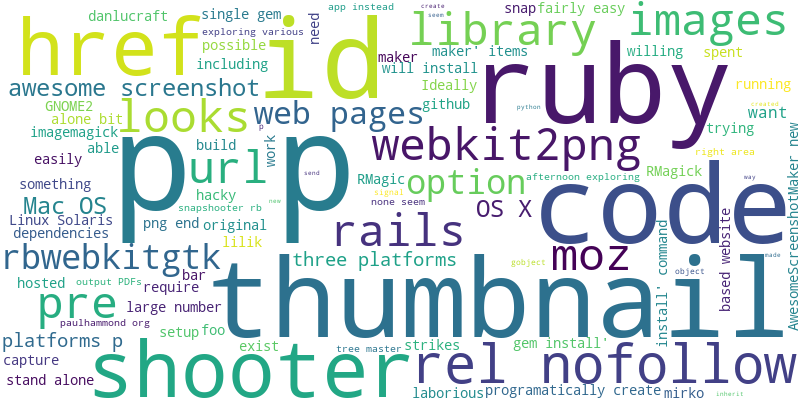 danlucraft
single gem
exploring various
possible
including
href
id
need
app instead
create
seem
snap
fairly easy
library
images
maker
maker' items
willing
spent
awesome screenshot
will install
Ideally
github
ruby
including
running
GNOME2
alone bit
looks
web pages
python
created
want
imagemagick
able
build
work
p
webkit2png
trying
easily
url
right area
something
hacky
RMagic
afternoon exploring
RMagick
option
signal
send
way
Mac OS
snapshooter rb
none seem
OS X
code
new
Linux Solaris
png end
original
rails
dependencies
lilik
p p
rbwebkitgtk
three platforms
gobject
moz
install' command
based website
AwesomeScreenshotMaker new
hosted
output PDFs
bar
require
object
made
thumbnail
pre
paulhammond org
large number
platforms p
setup
foo
exist
strikes
gem install'
capture
tree master
shooter
rel nofollow
stand alone
laborious
programatically create
mirko
inherit